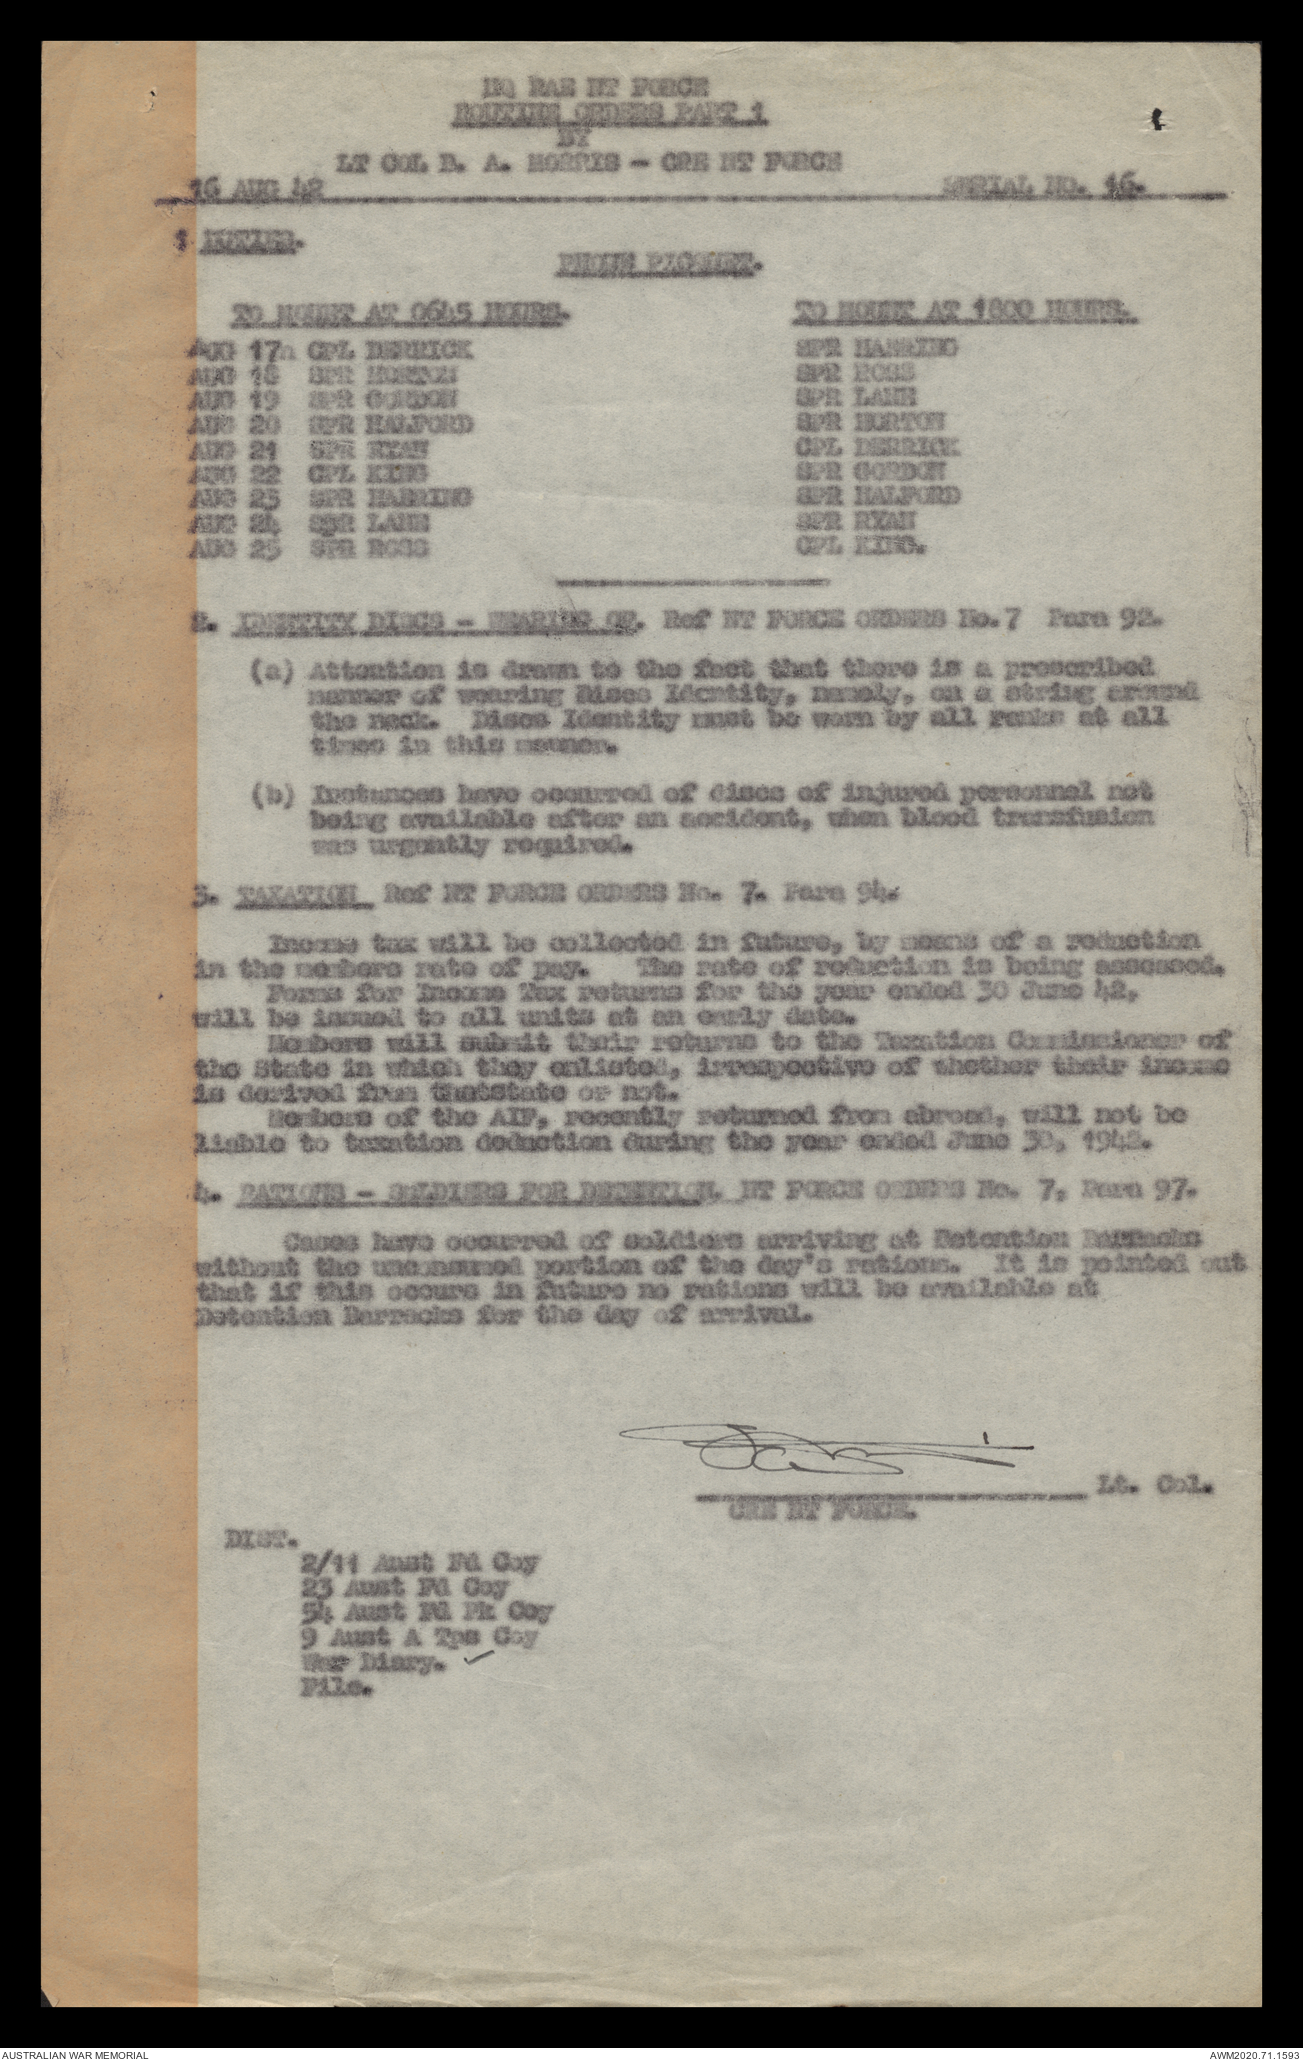 HQ RAE NT FORCE
ROUTINE ORDERS PART 1
BY
LT COL B. A. MORRIS - CRE NT FORCE
16 AUG 42 SERIAL NO. 16.
1 DUTIES.
PHONE PICQUET.
TO MOUNT AT 0645 HOURS. TO MOUNT AT 1800 HOURS.
AUG 17n CPL DERRICK SPR HARRING
AUG 18 SPR HORTON SPR ROSS
AUG 19 SPR GORDON SPR LANE
AUG 20 SPR HALFORD SPR HORTON
AUG 21 SPR RYAN CPL DERRICK
AUG 22 CPL KING SPR GORDON
AUG 23 SPR HARRING SPR HALFORD
AUG 24 SPR LANE SPR RYAN
AUG 25 SPR ROSS CPL KING.
2. IDENTITY DISCS - WEARING OF. Ref NT FORCE ORDERS No.7 Para 92.
(a) Attention is drawn to the fact that there is a prescribed
manner of wearing Discs Identity, namely, on a string around
the neck. Discs Identity must be worn by all ranks at all
times in this manner.
(b) Instances have occurred of discs of injured personnel not
being available after an accident, when blood transfusion
was urgently required.
3. TAXATION Ref NT FORCE ORDERS No. 7. Para 94.
Income tax will be collected in future, by means of a reduction
in the members rate of pay. The rate of reduction is being assessed.
Forms for Income Tax returns for the year ended 30 June 42,
will be issued to all units at an early date.
Members will submit their returns to the Taxation Commissioner of
the State in which they enlisted, irrespective of whether their income
is derived from thatstate or not.
Members of the AIF, recently returned from abroad, will not be
liable to taxation deduction during the year ended June 30, 1942.
4. RATIONS - SOLDIERS FOR DETENTION. NT FORCE ORDERS No. 7, Para 97.
Cases have occurred of soldiers arriving at Detention Barracks
without the unconsumed portion of the day's rations. It is pointed out
that if this occurs in future no rations will be available at
Detention Barracks for the day of arrival.
Lt. Col.
CRE NT FORCE.
DIST.
2/11 Aust Fd Coy
23 Aust Fd Coy
54 Aust Fd Pk Coy
9 Aust A Tps Coy
War Diary. ✓
File.
AUSTRALIAN WAR MEMORIAL AWM2020.71.1593